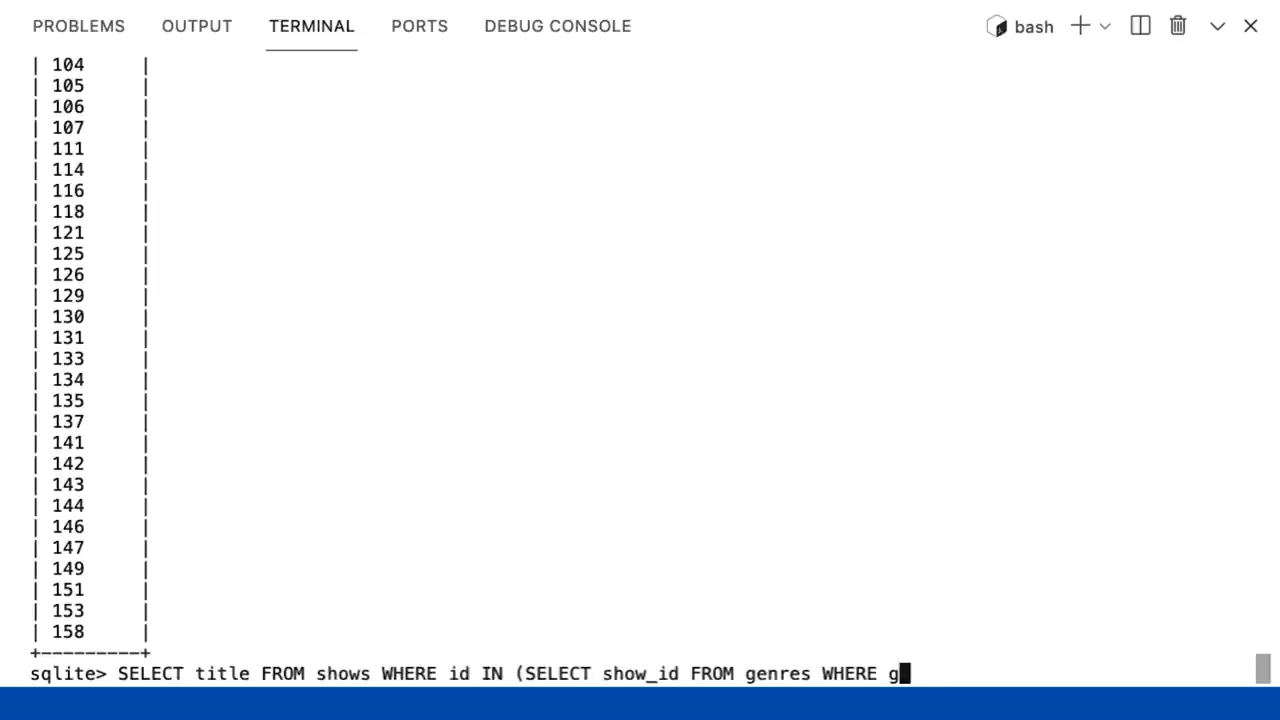 PROBLEMS OUTPUT TERMINAL PORTS DEBUG CONSOLE bash
| 104 |
| 105 |
| 106 |
| 107 |
| 111 |
| 114 |
| 116 |
| 118 |
| 121 |
| 125 |
| 126 |
| 129 |
| 130 |
| 131 |
| 133 |
| 134 |
| 135 |
| 137 |
| 141 |
| 142 |
| 143 |
| 144 |
| 146 |
| 147 |
| 149 |
| 151 |
| 153 |
| 158 |
+---------+
sqlite> SELECT title FROM shows WHERE id IN (SELECT show_id FROM genres WHERE g